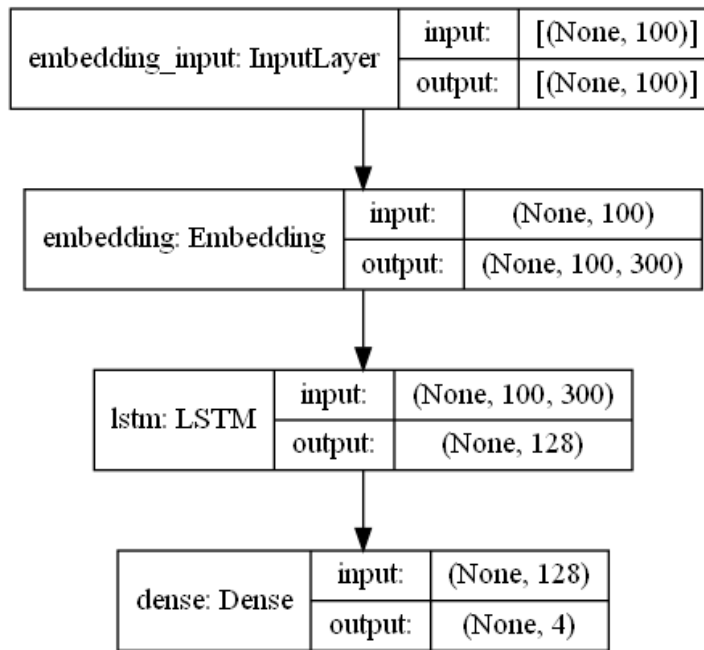 embedding_input: InputLayer
input: [(None, 100)]
output: [(None, 100)]
embedding: Embedding
input: (None, 100)
output: (None, 100, 300)
lstm: LSTM
input: (None, 100, 300)
output: (None, 128)
dense: Dense
input: (None, 128)
output: (None, 4)